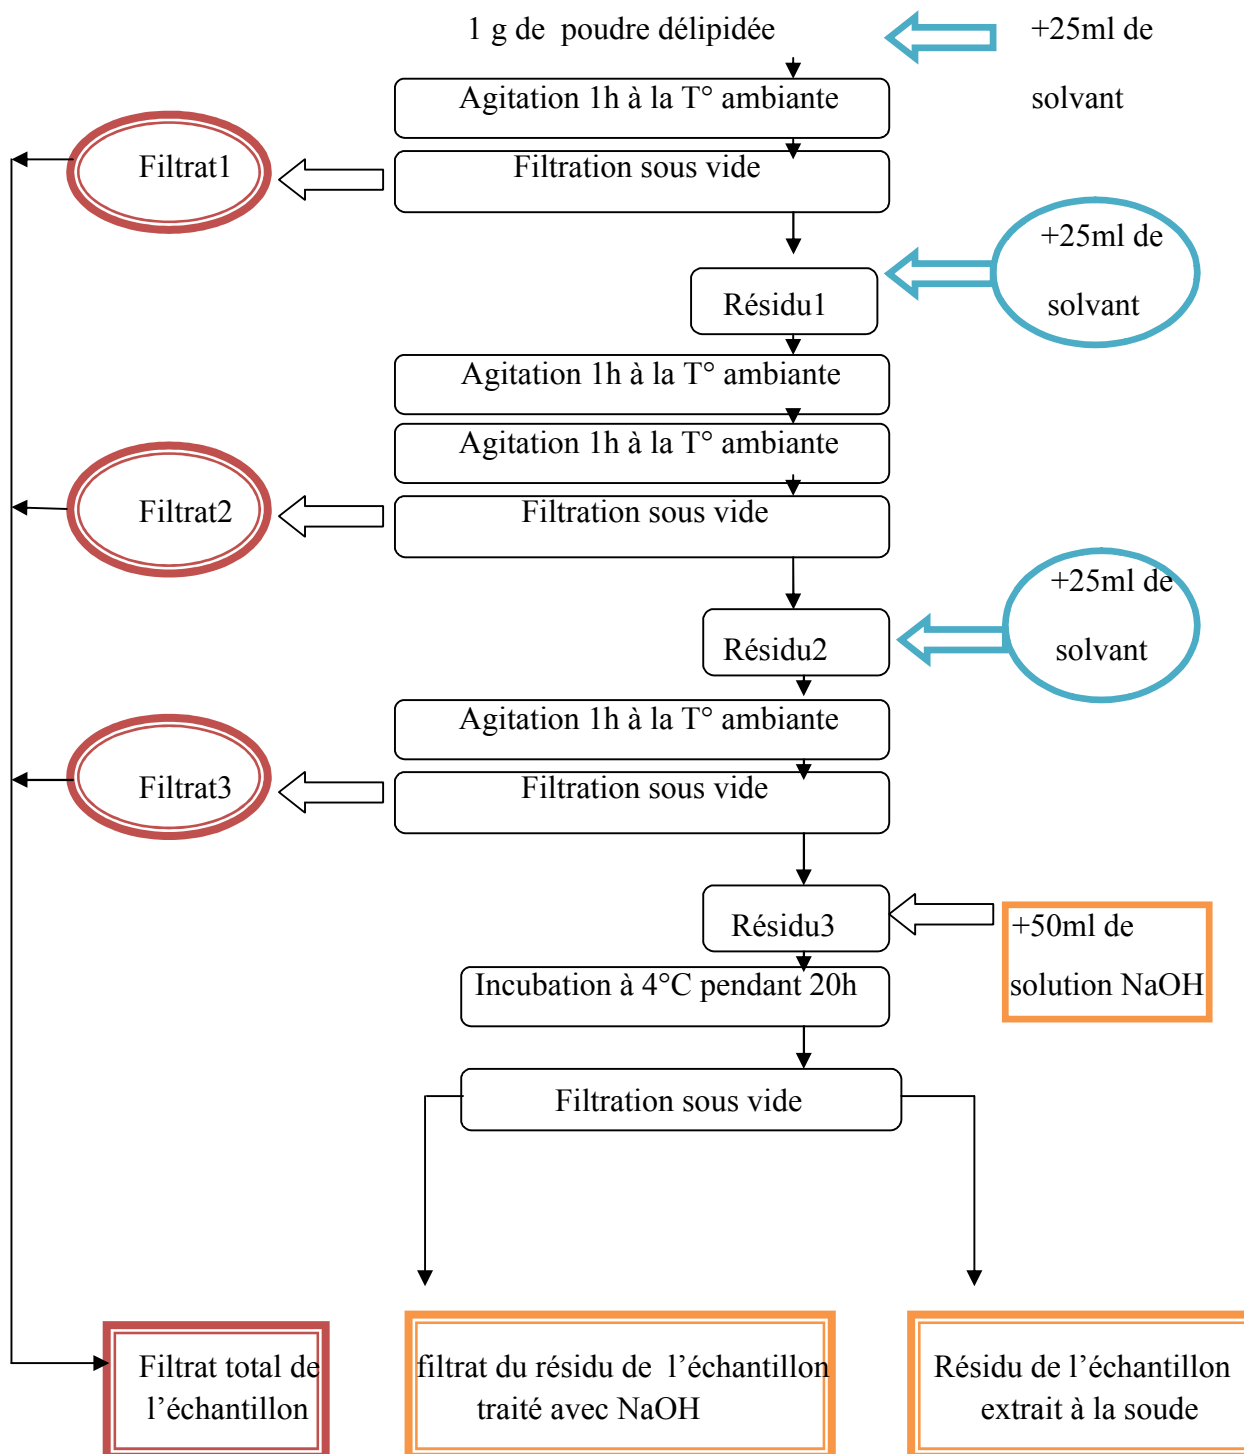 1 g de poudre délipidée
+25ml de
solvant
Agitation 1h à la T° ambiante
Filtrat1
Filtration sous vide
+25ml de
solvant
Résidu1
Agitation 1h à la T° ambiante
Agitation 1h à la T° ambiante
Filtrat2
Filtration sous vide
+25ml de
solvant
Résidu2
Agitation 1h à la T° ambiante
Filtrat3
Filtration sous vide
Résidu3
+50ml de
solution NaOH
Incubation à 4°C pendant 20h
Filtration sous vide
Filtrat total de
l’échantillon
filtrat du résidu de l’échantillon
traité avec NaOH
Résidu de l’échantillon
extrait à la soude